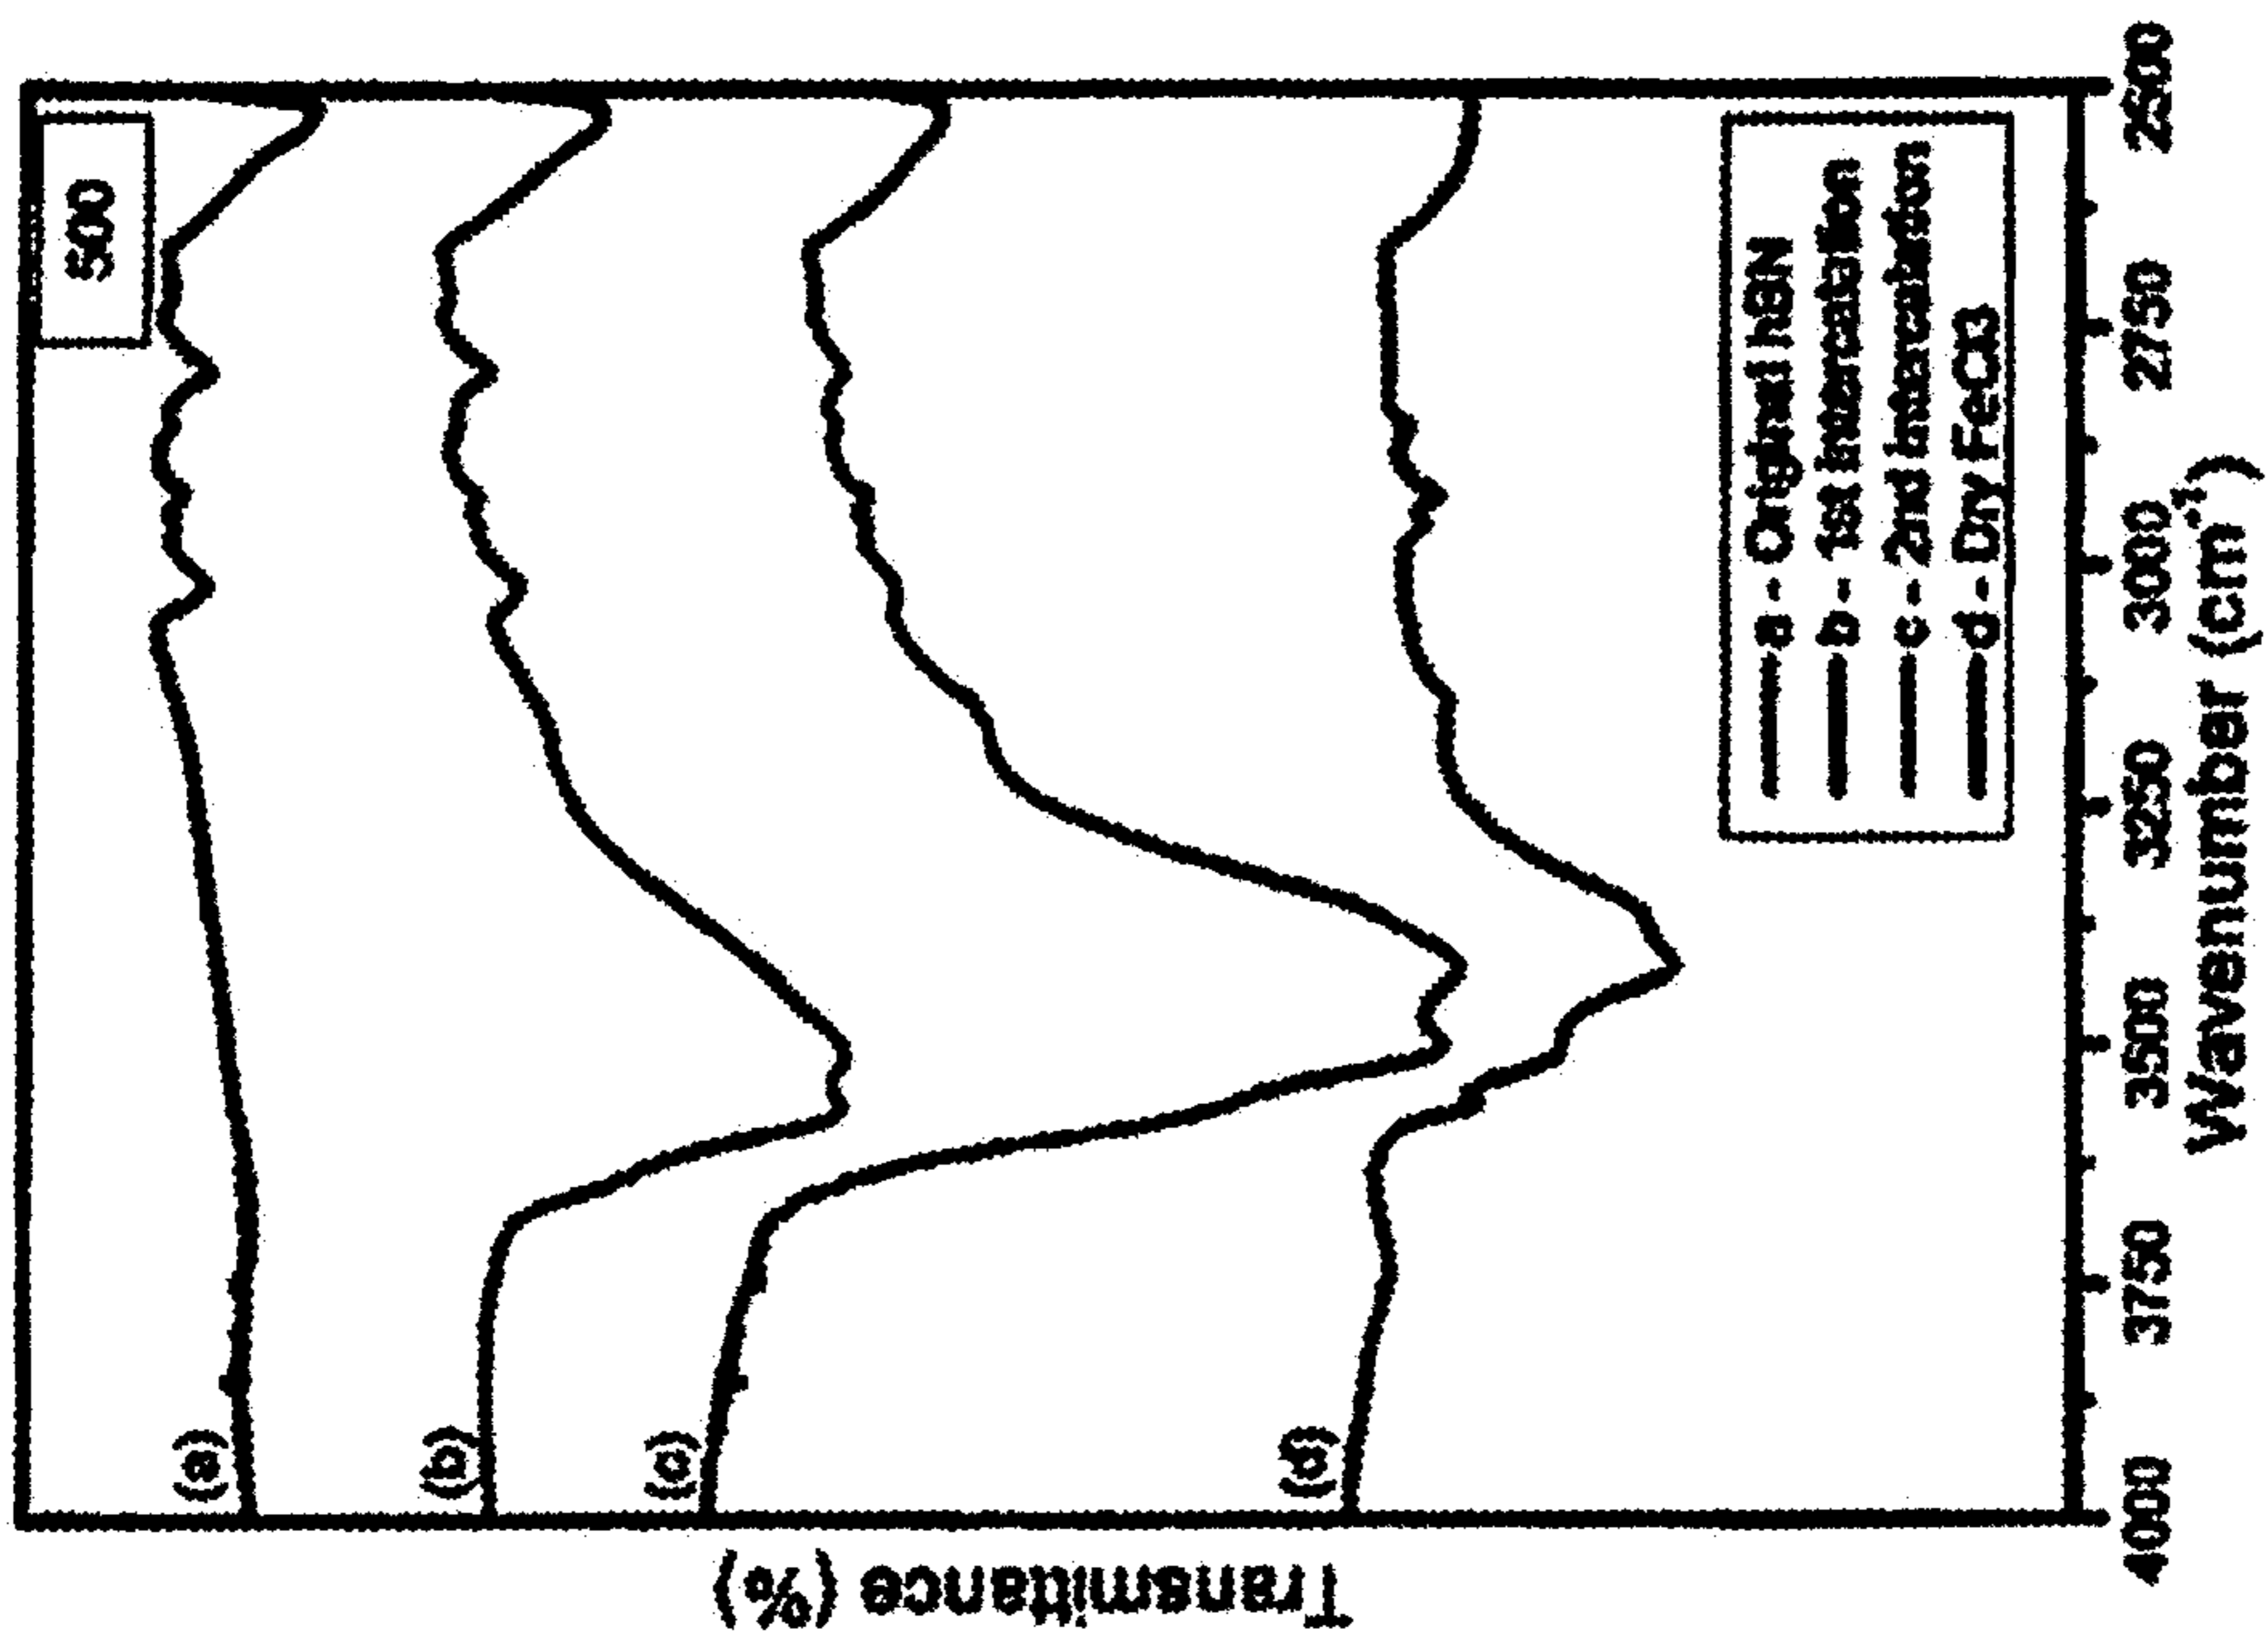 (a)
(b)
(c)
(d)
a - Original hBN
b - 1st Intercalation
c - 2nd Intercalation
d - Dry FeCl3
Transmittance (%)
4000 3750 3500 3250 3000 2750 2500
Wavenumber (cm⁻¹)